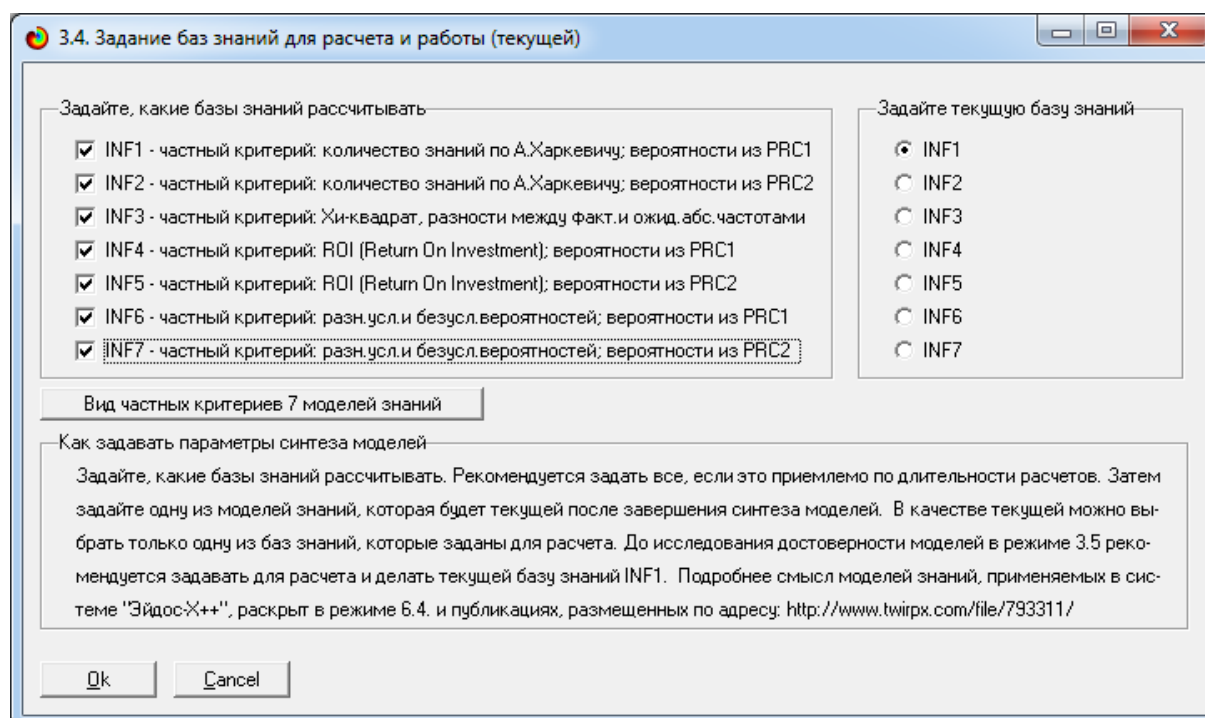 3.4. Задание баз знаний для расчета и работы (текущей)
Задайте, какие базы знаний рассчитывать
INF1 - частный критерий: количество знаний по А.Харкевичу; вероятности из PRC1
INF2 - частный критерий: количество знаний по А.Харкевичу; вероятности из PRC2
INF3 - частный критерий: Хи-квадрат, разности между факт.и ожид.абс.частотами
INF4 - частный критерий: ROI (Return On Investment); вероятности из PRC1
INF5 - частный критерий: ROI (Return On Investment); вероятности из PRC2
INF6 - частный критерий: разн.усл.и безусл.вероятностей; вероятности из PRC1
INF7 - частный критерий: разн.усл.и безусл.вероятностей; вероятности из PRC2
Задайте текущую базу знаний
INF1
INF2
INF3
INF4
INF5
INF6
INF7
Вид частных критериев 7 моделей знаний
Как задавать параметры синтеза моделей
Задайте, какие базы знаний рассчитывать. Рекомендуется задать все, если это приемлемо по длительности расчетов. Затем
задайте одну из моделей знаний, которая будет текущей после завершения синтеза моделей. В качестве текущей можно вы-
брать только одну из баз знаний, которые заданы для расчета. До исследования достоверности моделей в режиме 3.5 реко-
мендуется задавать для расчета и делать текущей базу знаний INF1. Подробнее смысл моделей знаний, применяемых в сис-
теме "Эйдос-Х++", раскрыт в режиме 6.4. и публикациях, размещенных по адресу: http://www.twirpx.com/file/793311/
Ok
Cancel